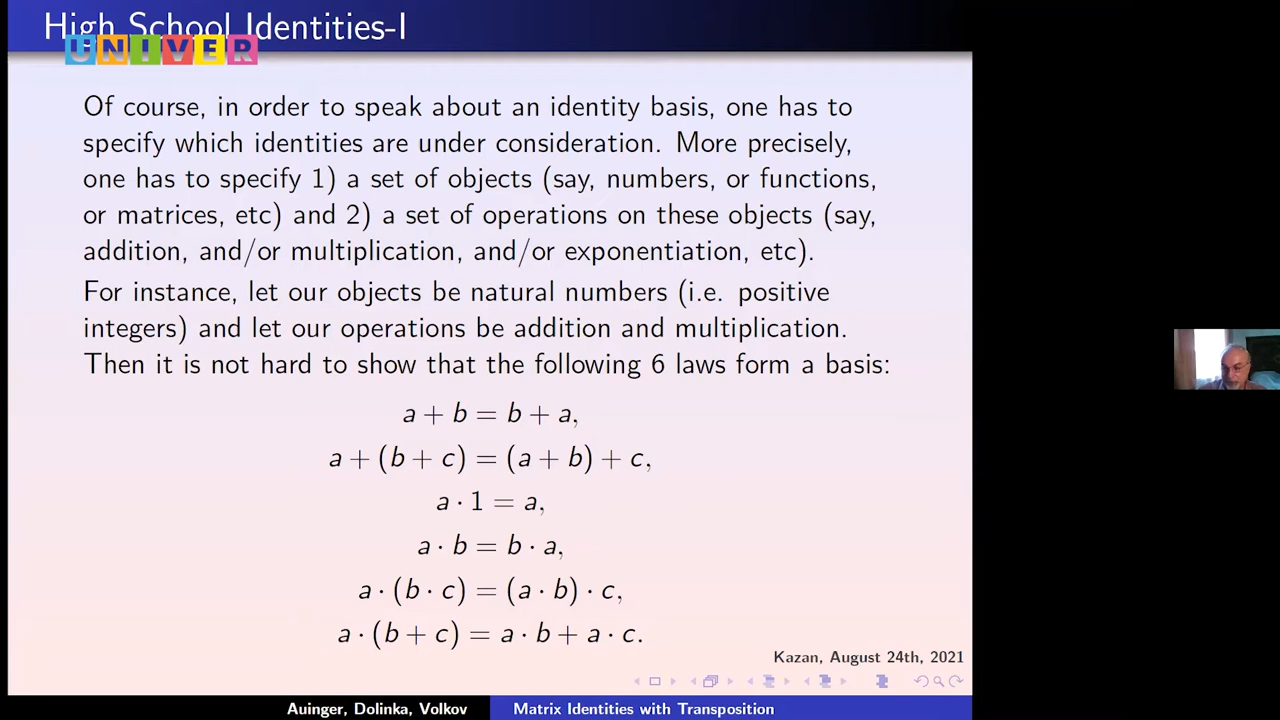 High School Identities-I
UNIVER
Of course, in order to speak about an identity basis, one has to
specify which identities are under consideration. More precisely,
one has to specify 1) a set of objects (say, numbers, or functions,
or matrices, etc) and 2) a set of operations on these objects (say,
addition, and/or multiplication, and/or exponentiation, etc).
For instance, let our objects be natural numbers (i.e. positive
integers) and let our operations be addition and multiplication.
Then it is not hard to show that the following 6 laws form a basis:
a + b = b + a,
a + (b + c) = (a + b) + c,
a · 1 = a,
a · b = b · a,
a · (b · c) = (a · b) · c,
a · (b + c) = a · b + a · c.
Kazan, August 24th, 2021
Auinger, Dolinka, Volkov
Matrix Identities with Transposition